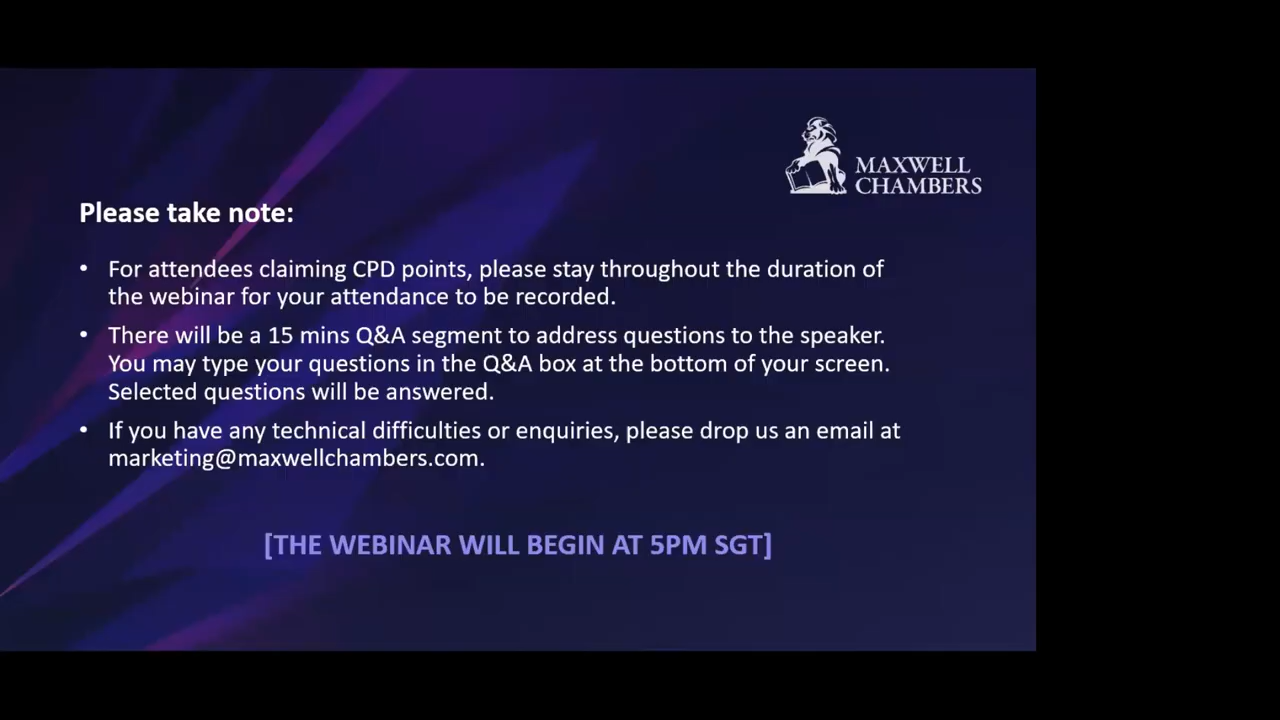 MAXWELL
CHAMBERS
Please take note:
• For attendees claiming CPD points, please stay throughout the duration of
the webinar for your attendance to be recorded.
• There will be a 15 mins Q&A segment to address questions to the speaker.
You may type your questions in the Q&A box at the bottom of your screen.
Selected questions will be answered.
• If you have any technical difficulties or enquiries, please drop us an email at
marketing@maxwellchambers.com.
[THE WEBINAR WILL BEGIN AT 5PM SGT]